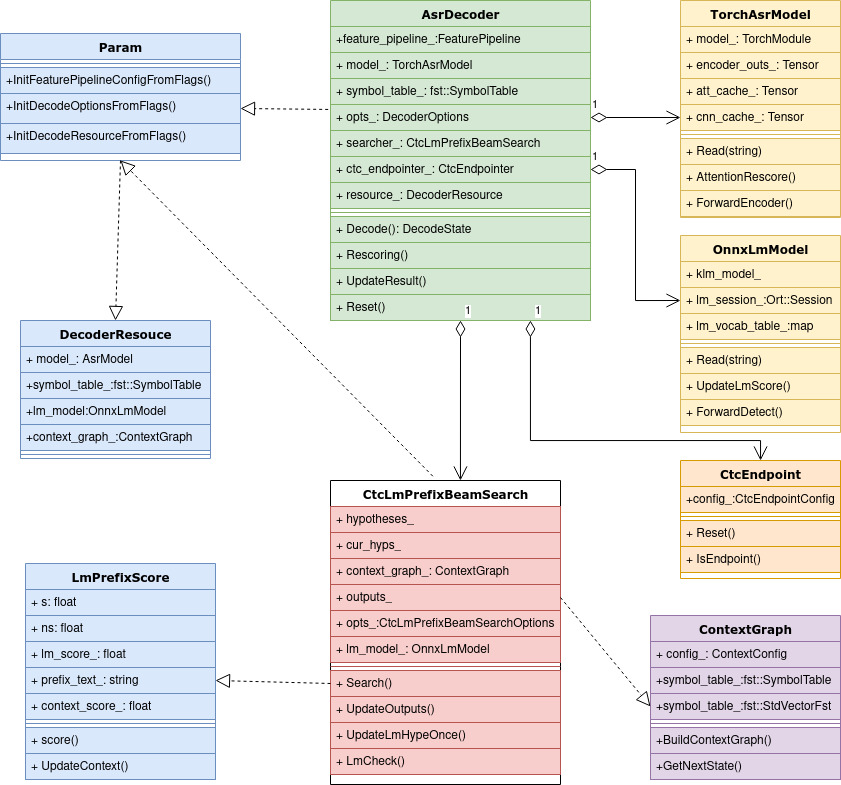 Param
+InitFeaturePipelineConfigFromFlags()
+InitDecodeOptionsFromFlags()
+InitDecodeResourceFromFlags()
AsrDecoder
+feature_pipeline_:FeaturePipeline
+ model_: TorchAsrModel
+ symbol_table_: fst::SymbolTable
+ opts_: DecoderOptions
+ searcher_: CtcLmPrefixBeamSearch
+ ctc_endpointer_: CtcEndpointer
+ resource_: DecoderResource
+ Decode(): DecodeState
+ Rescoring()
+ UpdateResult()
+ Reset()
1
1
1
1
TorchAsrModel
+ model_: TorchModule
+ encoder_outs_: Tensor
+ att_cache_: Tensor
+ cnn_cache_: Tensor
+ Read(string)
+ AttentionRescore()
+ ForwardEncoder()
OnnxLmModel
+ klm_model_
+ lm_session_:Ort::Session
+ lm_vocab_table_:map
+ Read(string)
+ UpdateLmScore()
+ ForwardDetect()
DecoderResouce
+ model_: AsrModel
+symbol_table_:fst::SymbolTable
+lm_model:OnnxLmModel
+context_graph_:ContextGraph
CtcEndpoint
+config_:CtcEndpointConfig
+ Reset()
+ IsEndpoint()
CtcLmPrefixBeamSearch
+ hypotheses_
+ cur_hyps_
+ context_graph_: ContextGraph
+ outputs_
+ opts_:CtcLmPrefixBeamSearchOptions
+ lm_model_: OnnxLmModel
+ Search()
+ UpdateOutputs()
+ UpdateLmHypeOnce()
+ LmCheck()
LmPrefixScore
+ s: float
+ ns: float
+ lm_score_: float
+ prefix_text_: string
+ context_score_: float
+ score()
+ UpdateContext()
ContextGraph
+ config_: ContextConfig
+symbol_table_:fst::SymbolTable
+symbol_table_:fst::StdVectorFst
+BuildContextGraph()
+GetNextState()